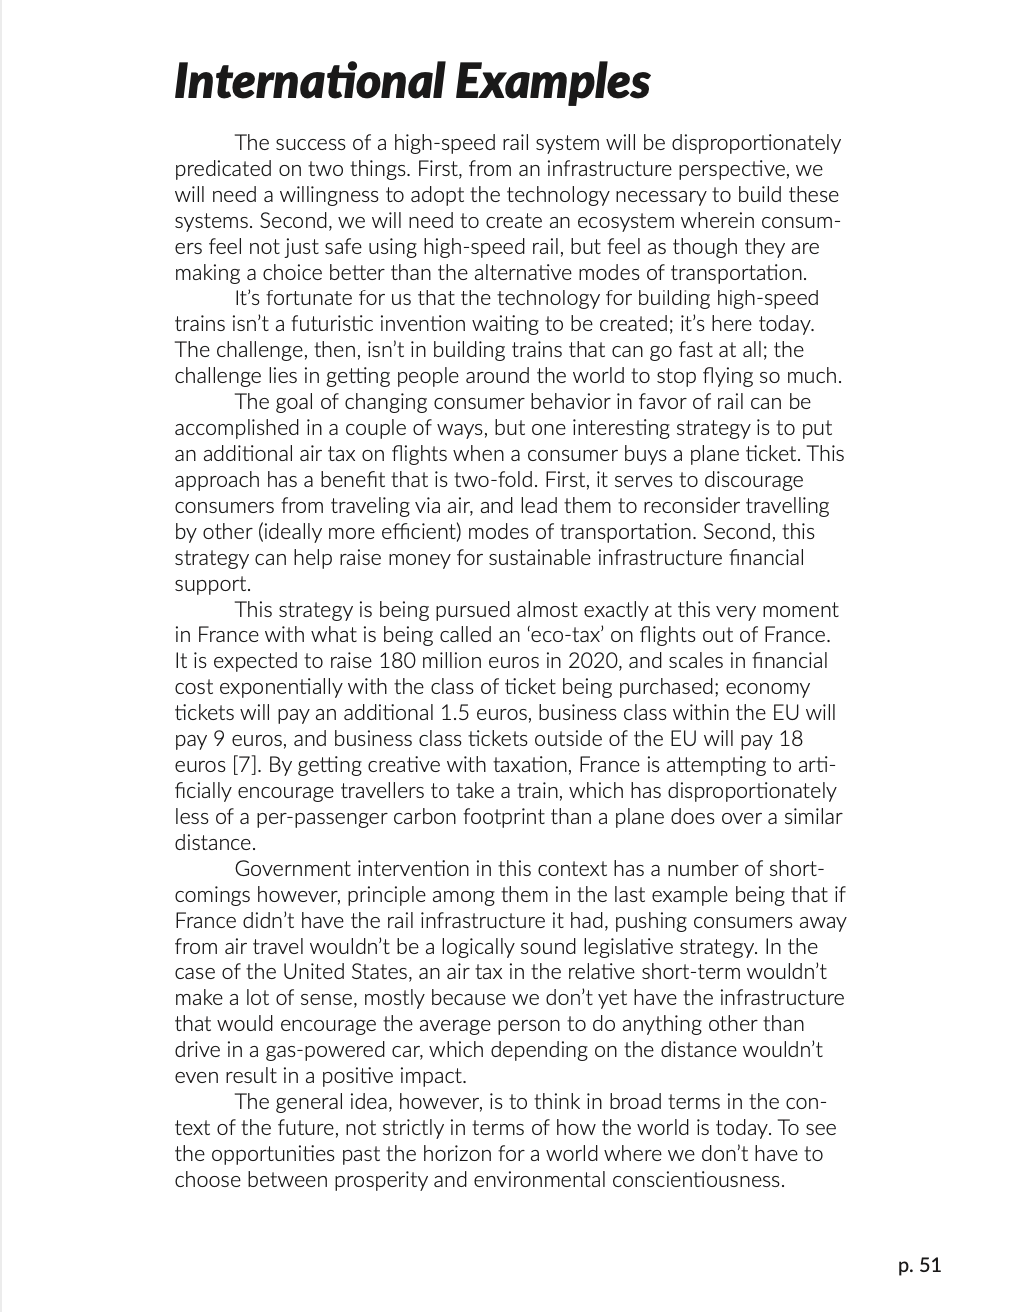 International Examples
The success of a high-speed rail system will be disproportionately
predicated on two things. First, from an infrastructure perspective, we
will need a willingness to adopt the technology necessary to build these
systems. Second, we will need to create an ecosystem wherein consum-
ers feel not just safe using high-speed rail, but feel as though they are
making a choice better than the alternative modes of transportation.
It’s fortunate for us that the technology for building high-speed
trains isn’t a futuristic invention waiting to be created; it’s here today.
The challenge, then, isn’t in building trains that can go fast at all; the
challenge lies in getting people around the world to stop flying so much.
The goal of changing consumer behavior in favor of rail can be
accomplished in a couple of ways, but one interesting strategy is to put
an additional air tax on flights when a consumer buys a plane ticket. This
approach has a benefit that is two-fold. First, it serves to discourage
consumers from traveling via air, and lead them to reconsider travelling
by other (ideally more efficient) modes of transportation. Second, this
strategy can help raise money for sustainable infrastructure financial
support.
This strategy is being pursued almost exactly at this very moment
in France with what is being called an ‘eco-tax’ on flights out of France.
It is expected to raise 180 million euros in 2020, and scales in financial
cost exponentially with the class of ticket being purchased; economy
tickets will pay an additional 1.5 euros, business class within the EU will
pay 9 euros, and business class tickets outside of the EU will pay 18
euros [7]. By getting creative with taxation, France is attempting to arti-
ficially encourage travellers to take a train, which has disproportionately
less of a per-passenger carbon footprint than a plane does over a similar
distance.
Government intervention in this context has a number of short-
comings however, principle among them in the last example being that if
France didn’t have the rail infrastructure it had, pushing consumers away
from air travel wouldn’t be a logically sound legislative strategy. In the
case of the United States, an air tax in the relative short-term wouldn’t
make a lot of sense, mostly because we don’t yet have the infrastructure
that would encourage the average person to do anything other than
drive in a gas-powered car, which depending on the distance wouldn’t
even result in a positive impact.
The general idea, however, is to think in broad terms in the con-
text of the future, not strictly in terms of how the world is today. To see
the opportunities past the horizon for a world where we don’t have to
choose between prosperity and environmental conscientiousness.
p. 51